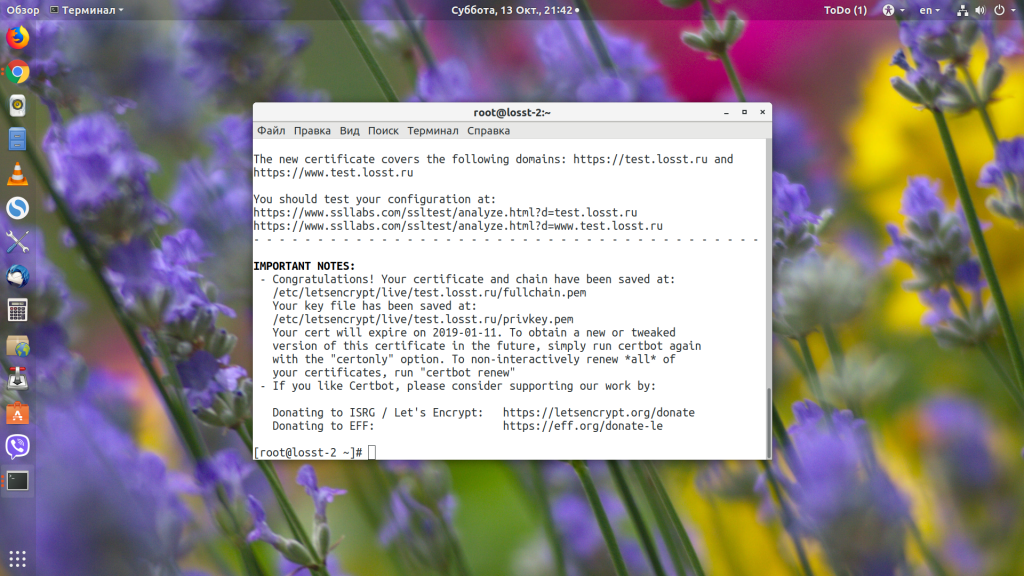 Обзор
Терминал
Суббота, 13 Окт., 21:42
ToDo (1)
en
root@losst-2:~
Файл Правка Вид Поиск Терминал Справка
The new certificate covers the following domains: https://test.losst.ru and
https://www.test.losst.ru
You should test your configuration at:
https://www.ssllabs.com/ssltest/analyze.html?d=test.losst.ru
https://www.ssllabs.com/ssltest/analyze.html?d=www.test.losst.ru
- - - - - - - - - - - - - - - - - - - - - - - - - - - - - - - - - - - - - - - -
IMPORTANT NOTES:
- Congratulations! Your certificate and chain have been saved at:
/etc/letsencrypt/live/test.losst.ru/fullchain.pem
Your key file has been saved at:
/etc/letsencrypt/live/test.losst.ru/privkey.pem
Your cert will expire on 2019-01-11. To obtain a new or tweaked
version of this certificate in the future, simply run certbot again
with the "certonly" option. To non-interactively renew *all* of
your certificates, run "certbot renew"
- If you like Certbot, please consider supporting our work by:
Donating to ISRG / Let's Encrypt: https://letsencrypt.org/donate
Donating to EFF: https://eff.org/donate-le
[root@losst-2 ~]#